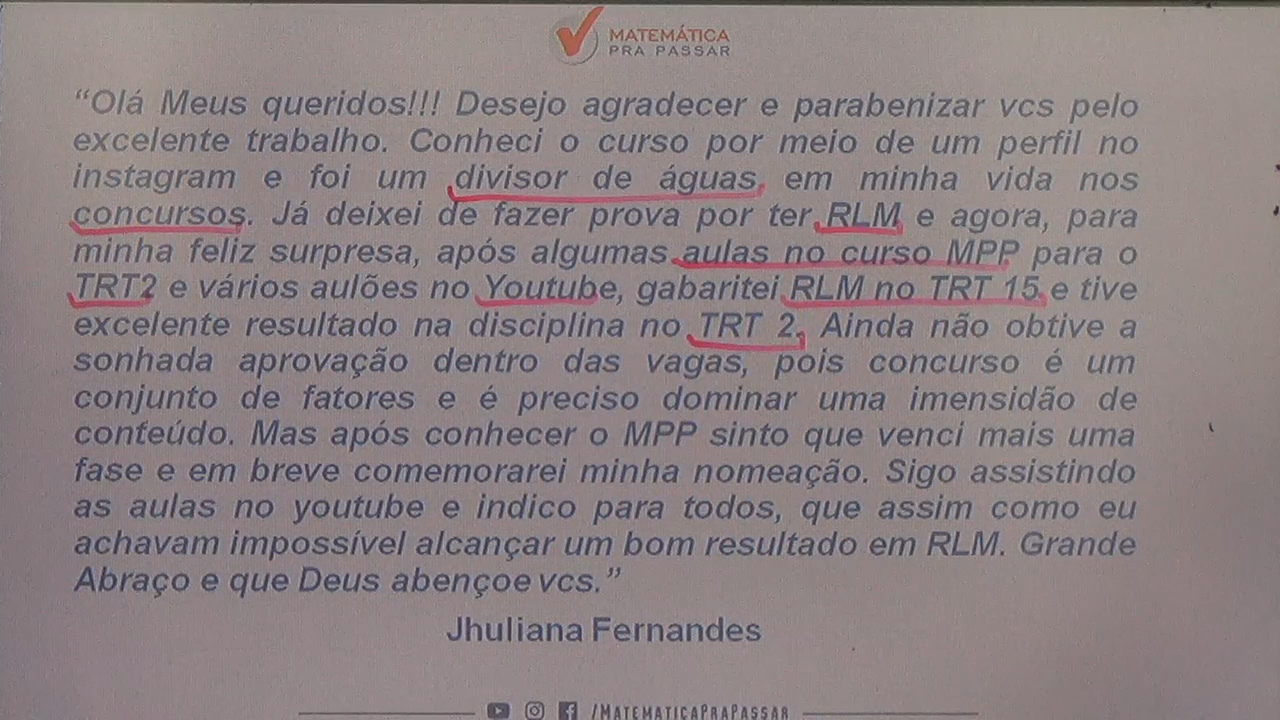 MATEMÁTICA
PRA PASSAR
“Olá Meus queridos!!! Desejo agradecer e parabenizar vcs pelo
excelente trabalho. Conheci o curso por meio de um perfil no
instagram e foi um divisor de águas, em minha vida nos
concursos. Já deixei de fazer prova por ter RLM e agora, para
minha feliz surpresa, após algumas aulas no curso MPP para o
TRT2 e vários aulões no Youtube, gabaritei RLM no TRT 15 e tive
excelente resultado na disciplina no TRT 2. Ainda não obtive a
sonhada aprovação dentro das vagas, pois concurso é um
conjunto de fatores e é preciso dominar uma imensidão de
conteúdo. Mas após conhecer o MPP sinto que venci mais uma
fase e em breve comemorarei minha nomeação. Sigo assistindo
as aulas no youtube e indico para todos, que assim como eu
achavam impossível alcançar um bom resultado em RLM. Grande
Abraço e que Deus abençoe vcs.”
Jhuliana Fernandes
/MATEMATICAPRAPASSAR